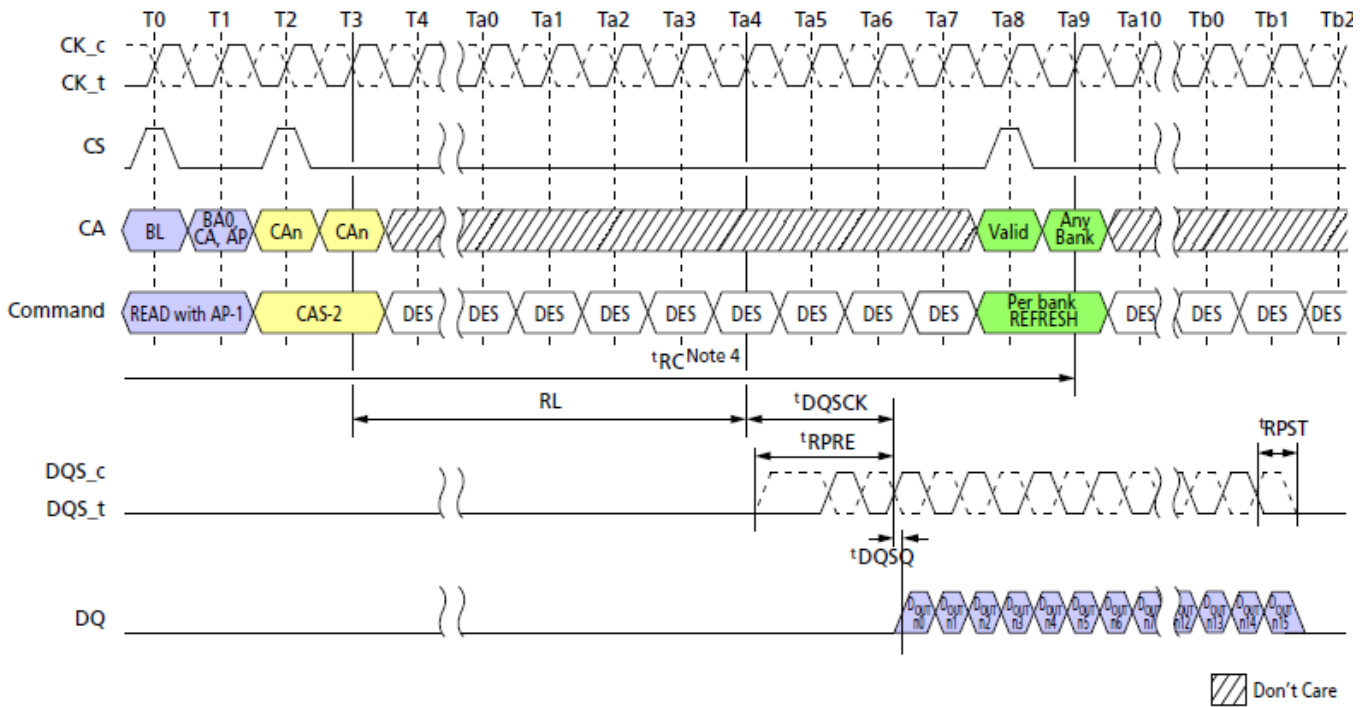 T0 T1 T2 T3 T4 Ta0 Ta1 Ta2 Ta3 Ta4 Ta5 Ta6 Ta7 Ta8 Ta9 Ta10 Tb0 Tb1 Tb2
CK_c
CK_t
CS
CA BL BA0, CA, AP CAn CAn Valid Any Bank
Command READ with AP-1 CAS-2 DES DES DES DES DES DES DES DES DES Per bank REFRESH DES DES DES DES
tRC Note 4
RL tDQSCK
tRPRE tRPST
DQS_c
DQS_t
tDQSQ
DQ DOUT n0 DOUT n1 DOUT n2 DOUT n3 DOUT n4 DOUT n5 DOUT n6 DOUT n7 DOUT n12 DOUT n13 DOUT n14 DOUT n15
Don't Care